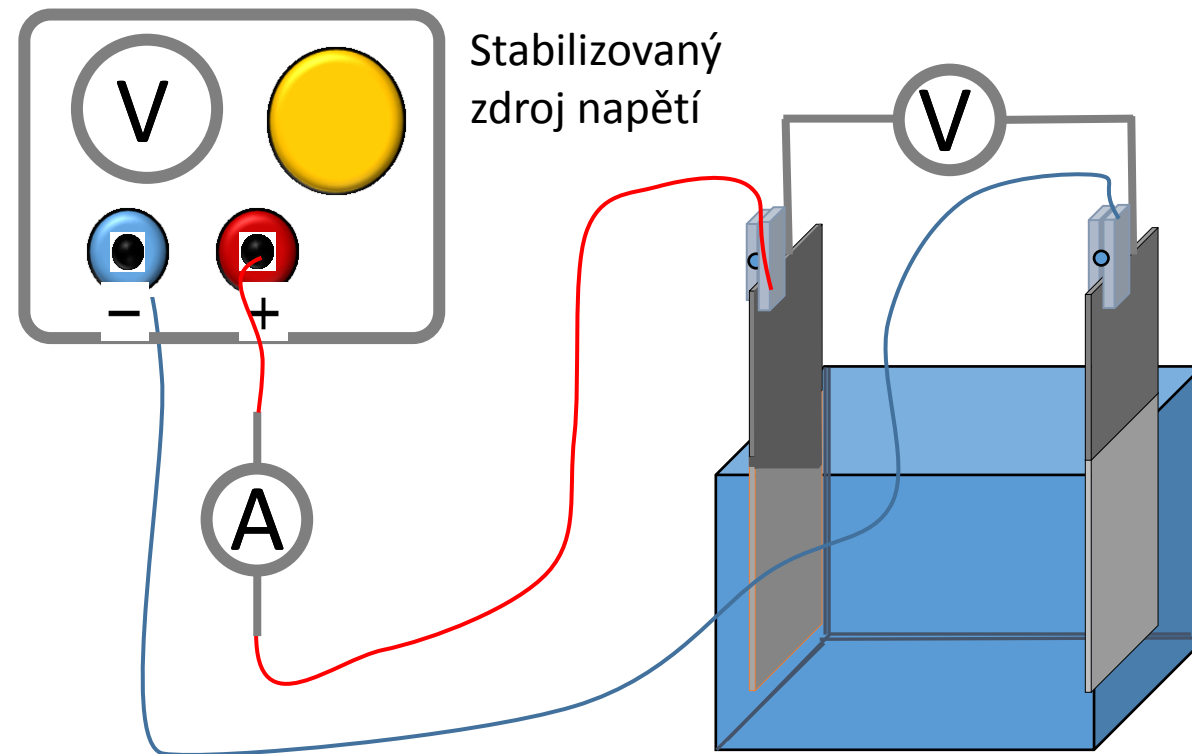 Stabilizovaný
zdroj napětí
V
V
− +
A